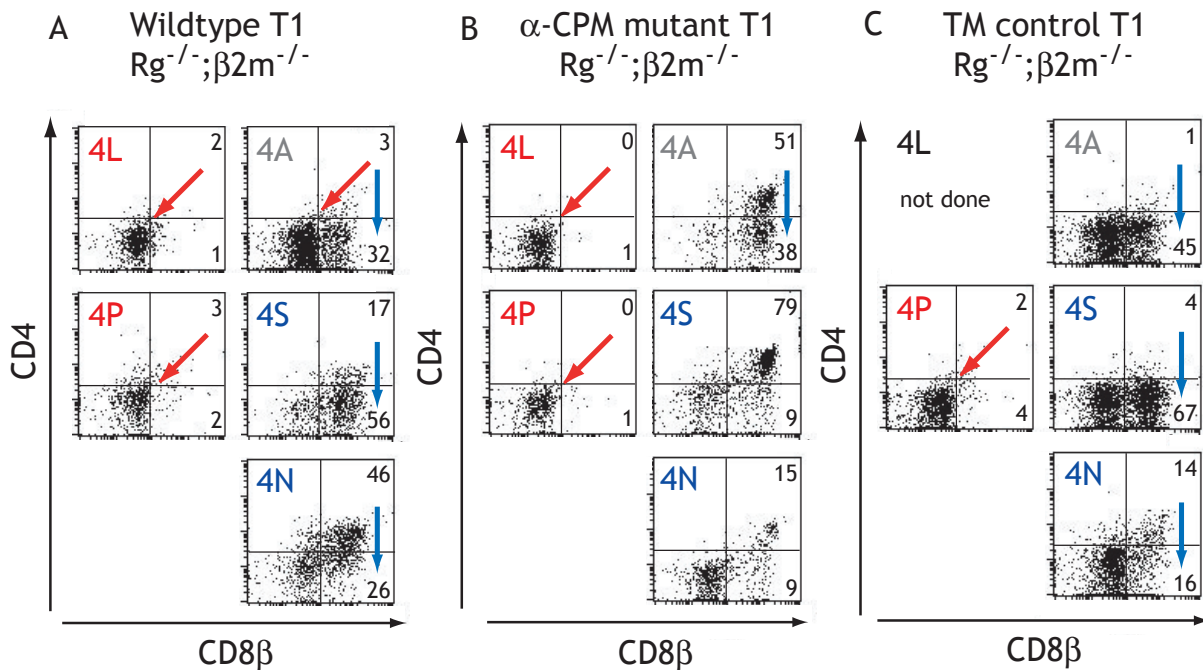 A Wildtype T1
Rg-/-;β2m-/-
4L 2
1
4A 3
32
4P 3
2
4S 17
56
4N 46
26
CD4
CD8β
B α-CPM mutant T1
Rg-/-;β2m-/-
4L 0
1
4A 51
38
4P 0
1
4S 79
9
4N 15
9
CD4
CD8β
C TM control T1
Rg-/-;β2m-/-
4L
not done
4A 1
45
4P 2
4
4S 4
67
4N 14
16
CD4
CD8β